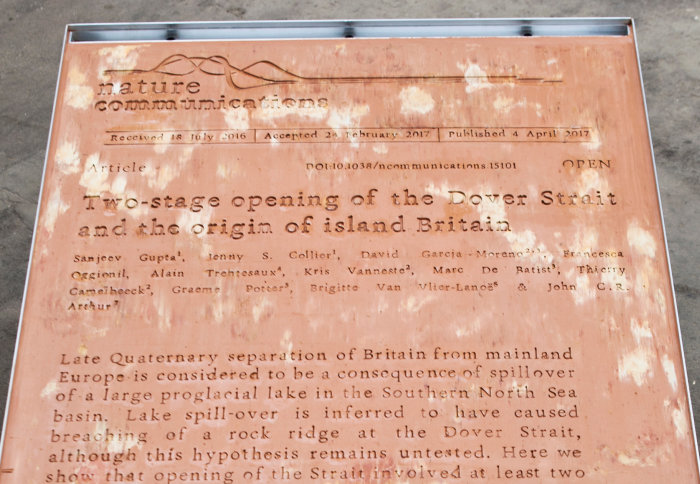 nature
communications
Received 18 July 2016 | Accepted 28 February 2017 | Published 4 April 2017
Article DOI:10.1038/ncommunications.15101 OPEN
Two-stage opening of the Dover Strait
and the origin of island Britain
Sanjeev Gupta¹, Jenny S. Collier¹, David Garcia-Moreno²,³, Francesca
Oggioni¹, Alain Trentesaux⁴, Kris Vanneste², Marc De Batist³, Thierry
Camelbeeck², Graeme Potter⁵, Brigitte Van Vliet-Lanoë⁶ & John C.R.
Arthur⁷
Late Quaternary separation of Britain from mainland
Europe is considered to be a consequence of spillover
of a large proglacial lake in the Southern North Sea
basin. Lake spill-over is inferred to have caused
breaching of a rock ridge at the Dover Strait,
although this hypothesis remains untested. Here we
show that opening of the Strait involved at least two